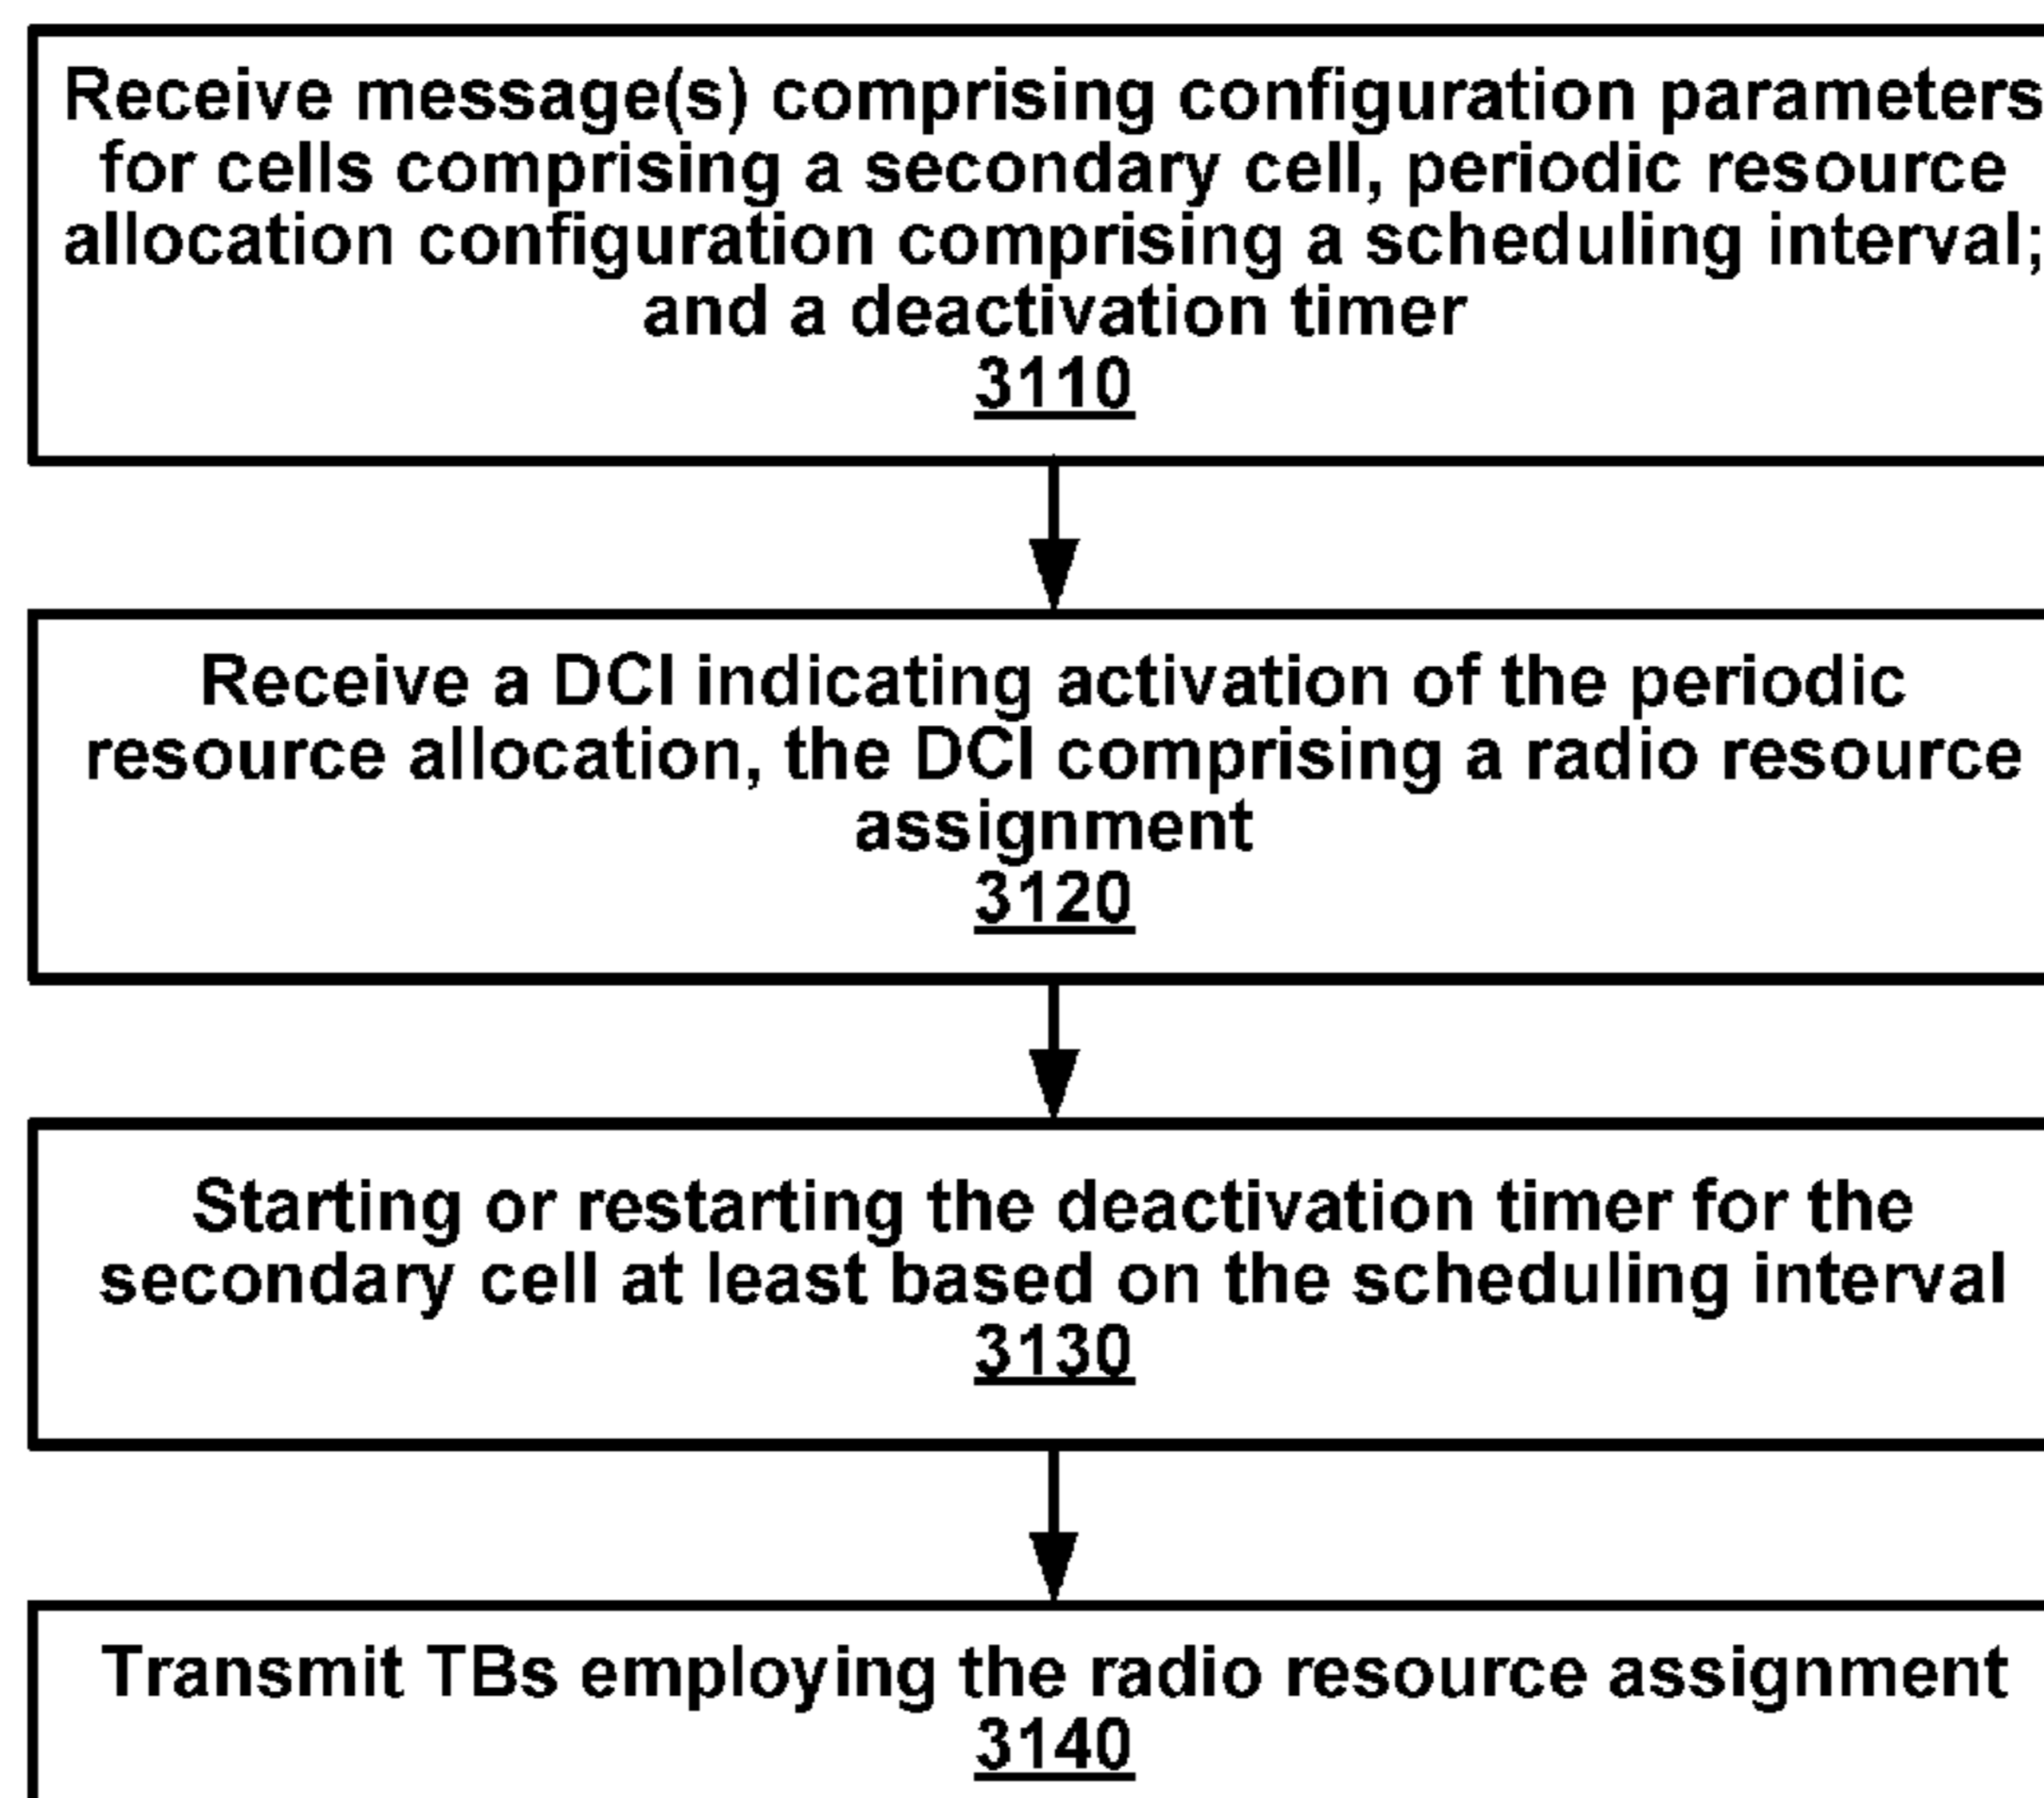 Receive message(s) comprising configuration parameters
for cells comprising a secondary cell, periodic resource
allocation configuration comprising a scheduling interval;
and a deactivation timer
3110
Receive a DCI indicating activation of the periodic
resource allocation, the DCI comprising a radio resource
assignment
3120
Starting or restarting the deactivation timer for the
secondary cell at least based on the scheduling interval
3130
Transmit TBs employing the radio resource assignment
3140